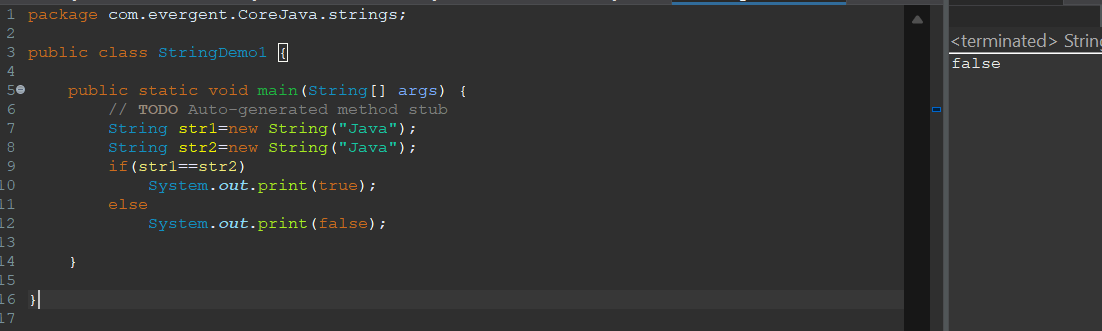 1 package com.evergent.CoreJava.strings;
2
3 public class StringDemo1 {
4
5 public static void main(String[] args) {
6 // TODO Auto-generated method stub
7 String str1=new String("Java");
8 String str2=new String("Java");
9 if(str1==str2)
10 System.out.print(true);
11 else
12 System.out.print(false);
13
14 }
15
16 }
17
<terminated> String
false